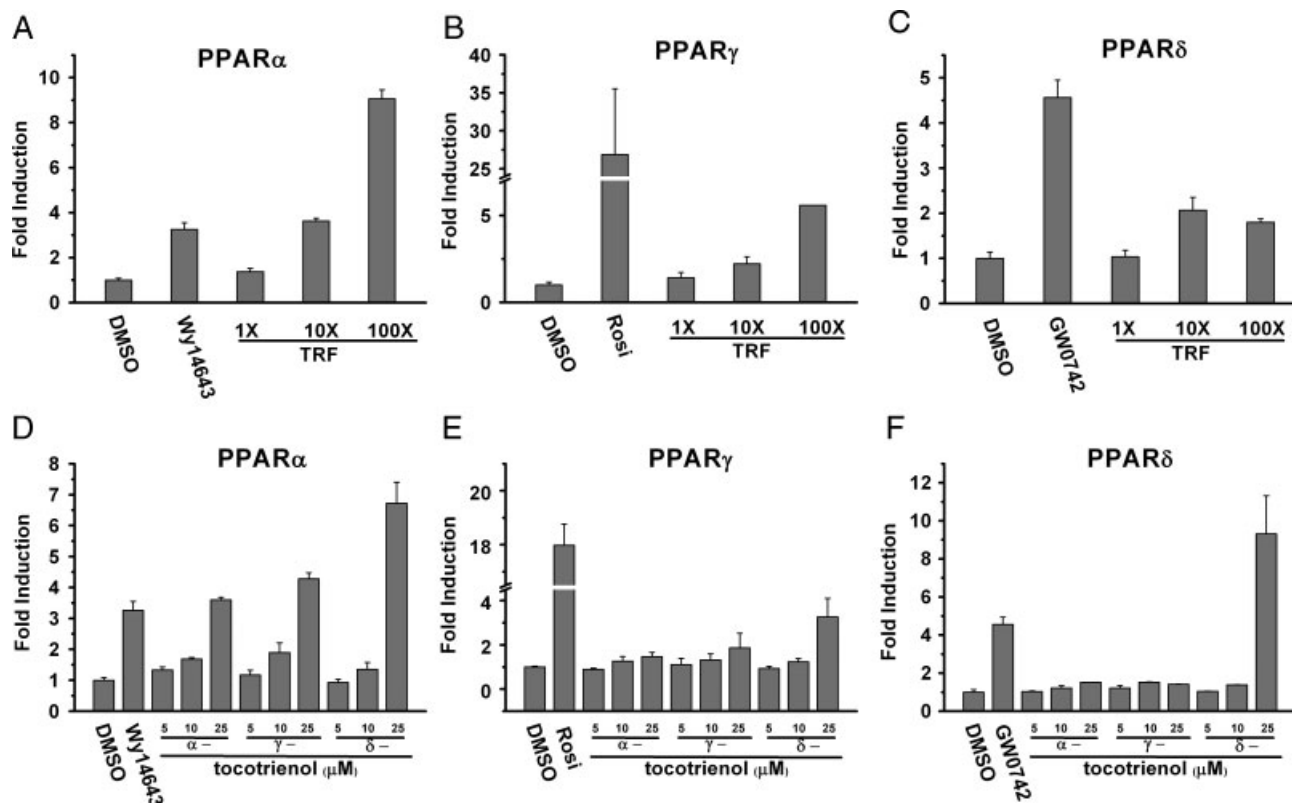 A
PPARα
Fold Induction
10
8
6
4
2
0
DMSO
Wy14643
1X 10X 100X
TRF
B
PPARγ
Fold Induction
40
35
30
25
5
0
DMSO
Rosi
1X 10X 100X
TRF
C
PPARδ
Fold Induction
5
4
3
2
1
0
DMSO
GW0742
1X 10X 100X
TRF
D
PPARα
Fold Induction
8
7
6
5
4
3
2
1
0
DMSO
Wy14643
5 10 25 5 10 25 5 10 25
α – γ – δ –
tocotrienol (μM)
E
PPARγ
Fold Induction
20
18
4
2
0
DMSO
Rosi
5 10 25 5 10 25 5 10 25
α – γ – δ –
tocotrienol (μM)
F
PPARδ
Fold Induction
12
10
8
6
4
2
0
DMSO
GW0742
5 10 25 5 10 25 5 10 25
α – γ – δ –
tocotrienol (μM)